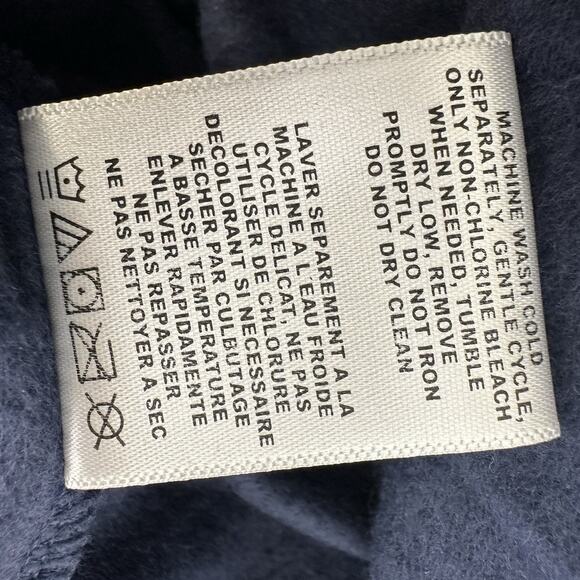 MACHINE WASH COLD
SEPARATELY, GENTLE CYCLE,
ONLY NON-CHLORINE BLEACH
WHEN NEEDED, TUMBLE
DRY LOW, REMOVE
PROMPTLY DO NOT IRON
DO NOT DRY CLEAN
LAVER SEPAREMENT A LA
MACHINE A L'EAU FROIDE
CYCLE DELICAT, NE PAS
UTILISER DE CHLORURE
DECOLORANT SI NECESSAIRE
SECHER PAR CULBUTAGE
A BASSE TEMPERATURE
ENLEVER RAPIDAMENTE
NE PAS REPASSER
NE PAS NETTOYER A SEC